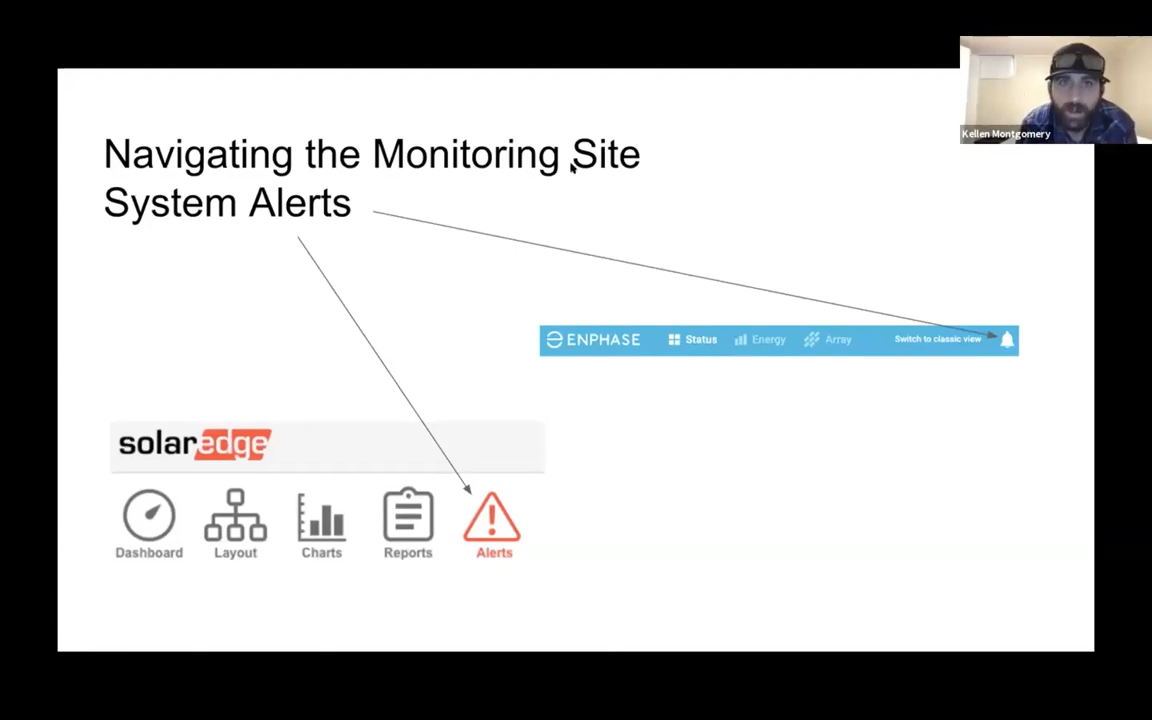 Kellen Montgomery
Navigating the Monitoring Site
System Alerts
ENPHASE Status Energy Array Switch to classic view
solaredge
Dashboard Layout Charts Reports Alerts